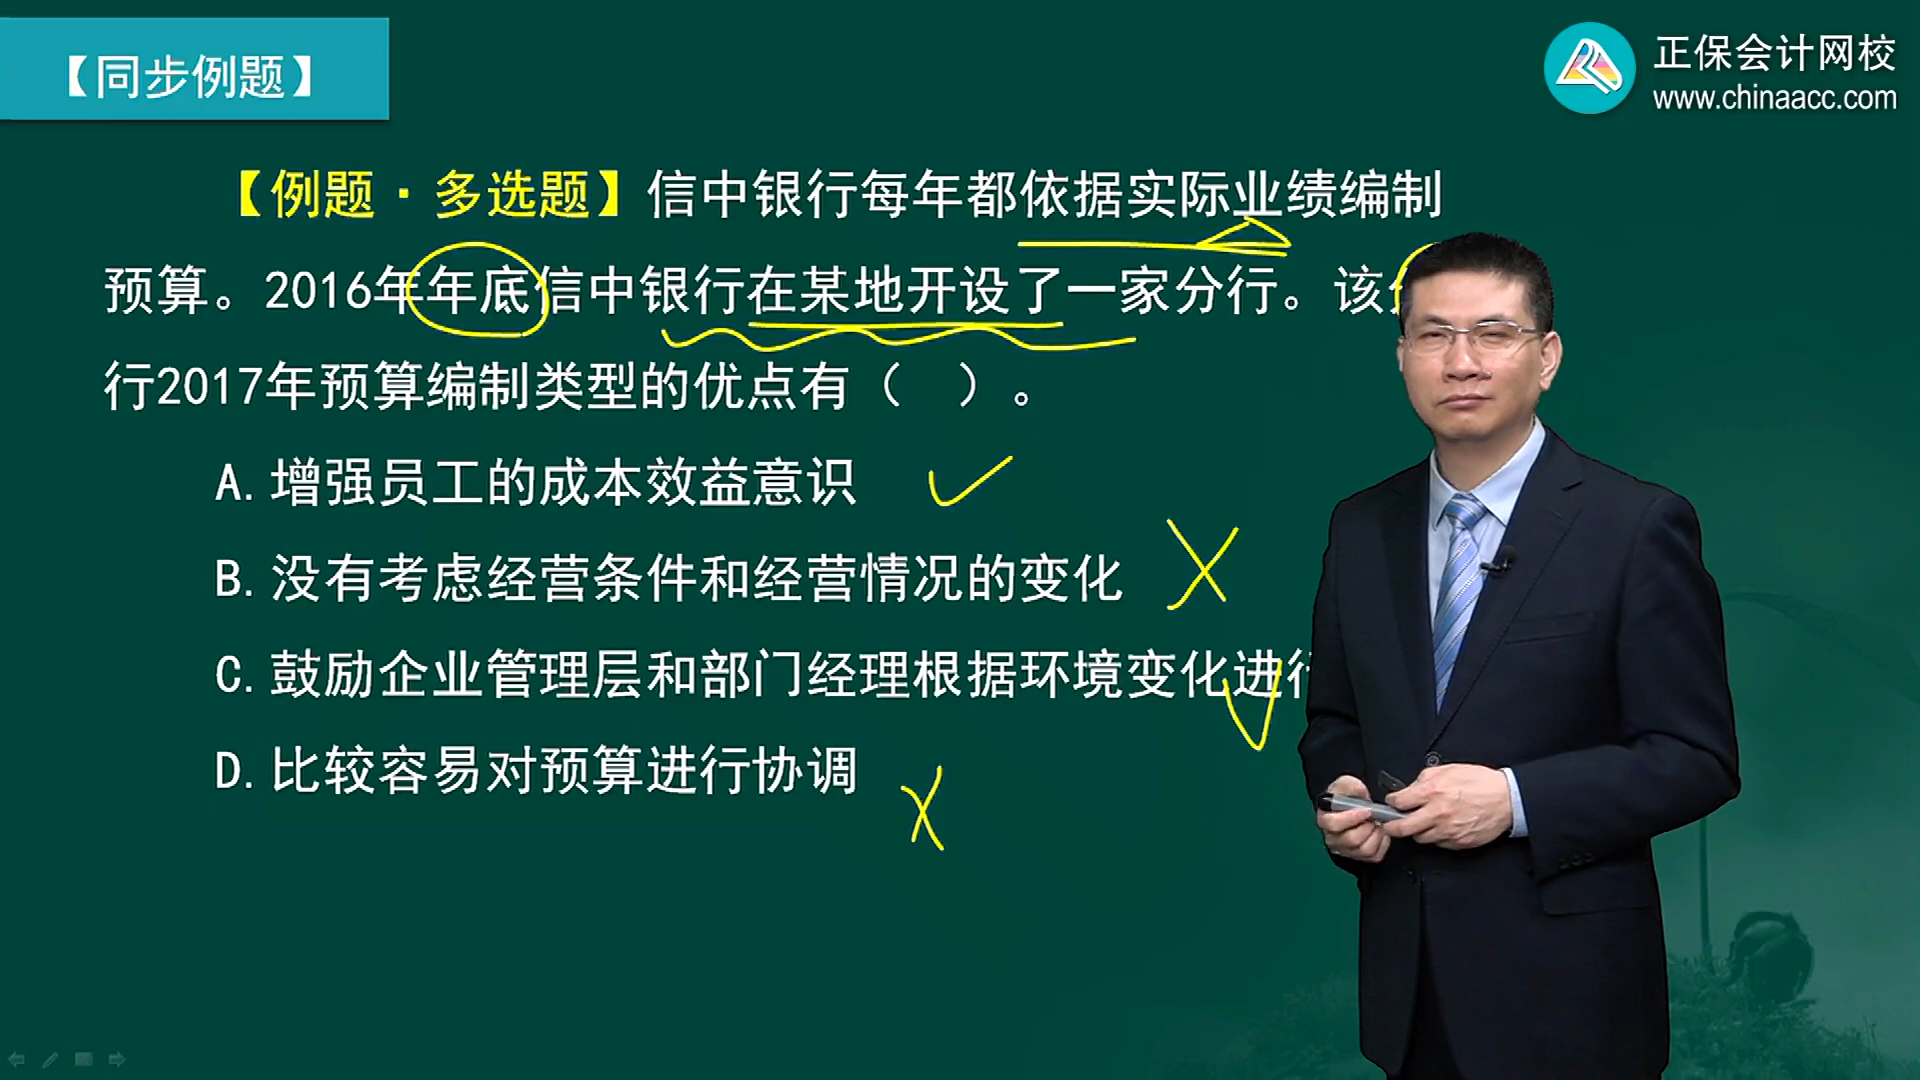 【同步例题】
正保会计网校
www.chinaacc.com
【例题·多选题】信中银行每年都依据实际业绩编制
预算。2016年年底信中银行在某地开设了一家分行。该
行2017年预算编制类型的优点有（ ）。
A.增强员工的成本效益意识
B.没有考虑经营条件和经营情况的变化
C.鼓励企业管理层和部门经理根据环境变化进
D.比较容易对预算进行协调